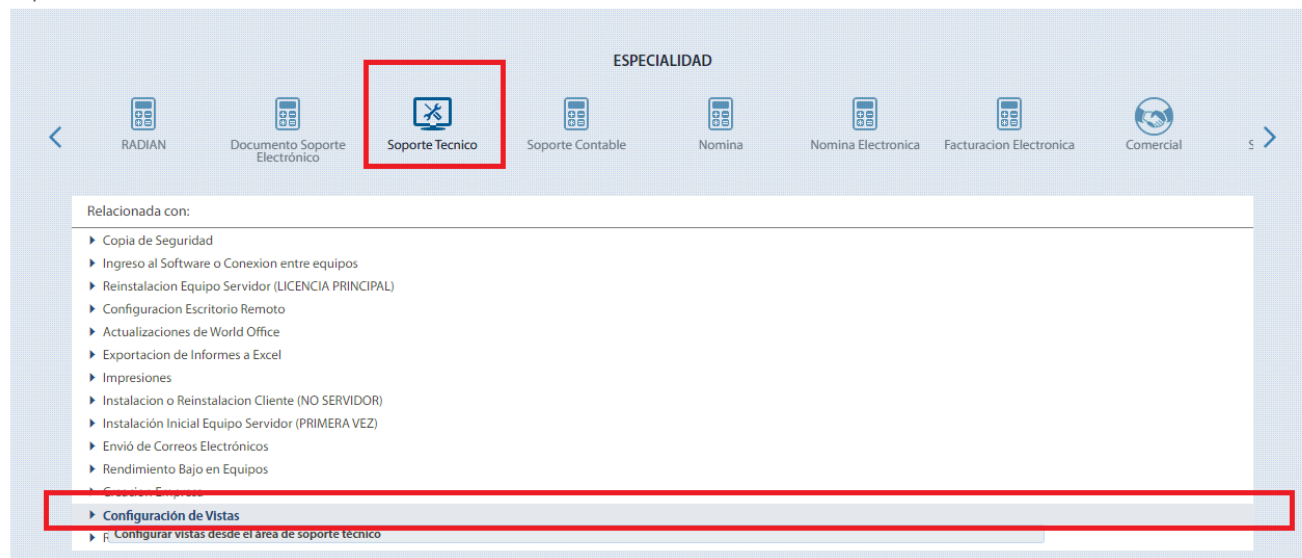 ESPECIALIDAD
RADIAN
Documento Soporte
Electrónico
Soporte Tecnico
Soporte Contable
Nomina
Nomina Electronica
Facturacion Electronica
Comercial
S
Relacionada con:
Copia de Seguridad
Ingreso al Software o Conexion entre equipos
Reinstalacion Equipo Servidor (LICENCIA PRINCIPAL)
Configuracion Escritorio Remoto
Actualizaciones de World Office
Exportacion de Informes a Excel
Impresiones
Instalacion o Reinstalacion Cliente (NO SERVIDOR)
Instalación Inicial Equipo Servidor (PRIMERA VEZ)
Envió de Correos Electrónicos
Rendimiento Bajo en Equipos
Creacion Empresa
Configuración de Vistas
Configurar vistas desde el área de soporte técnico